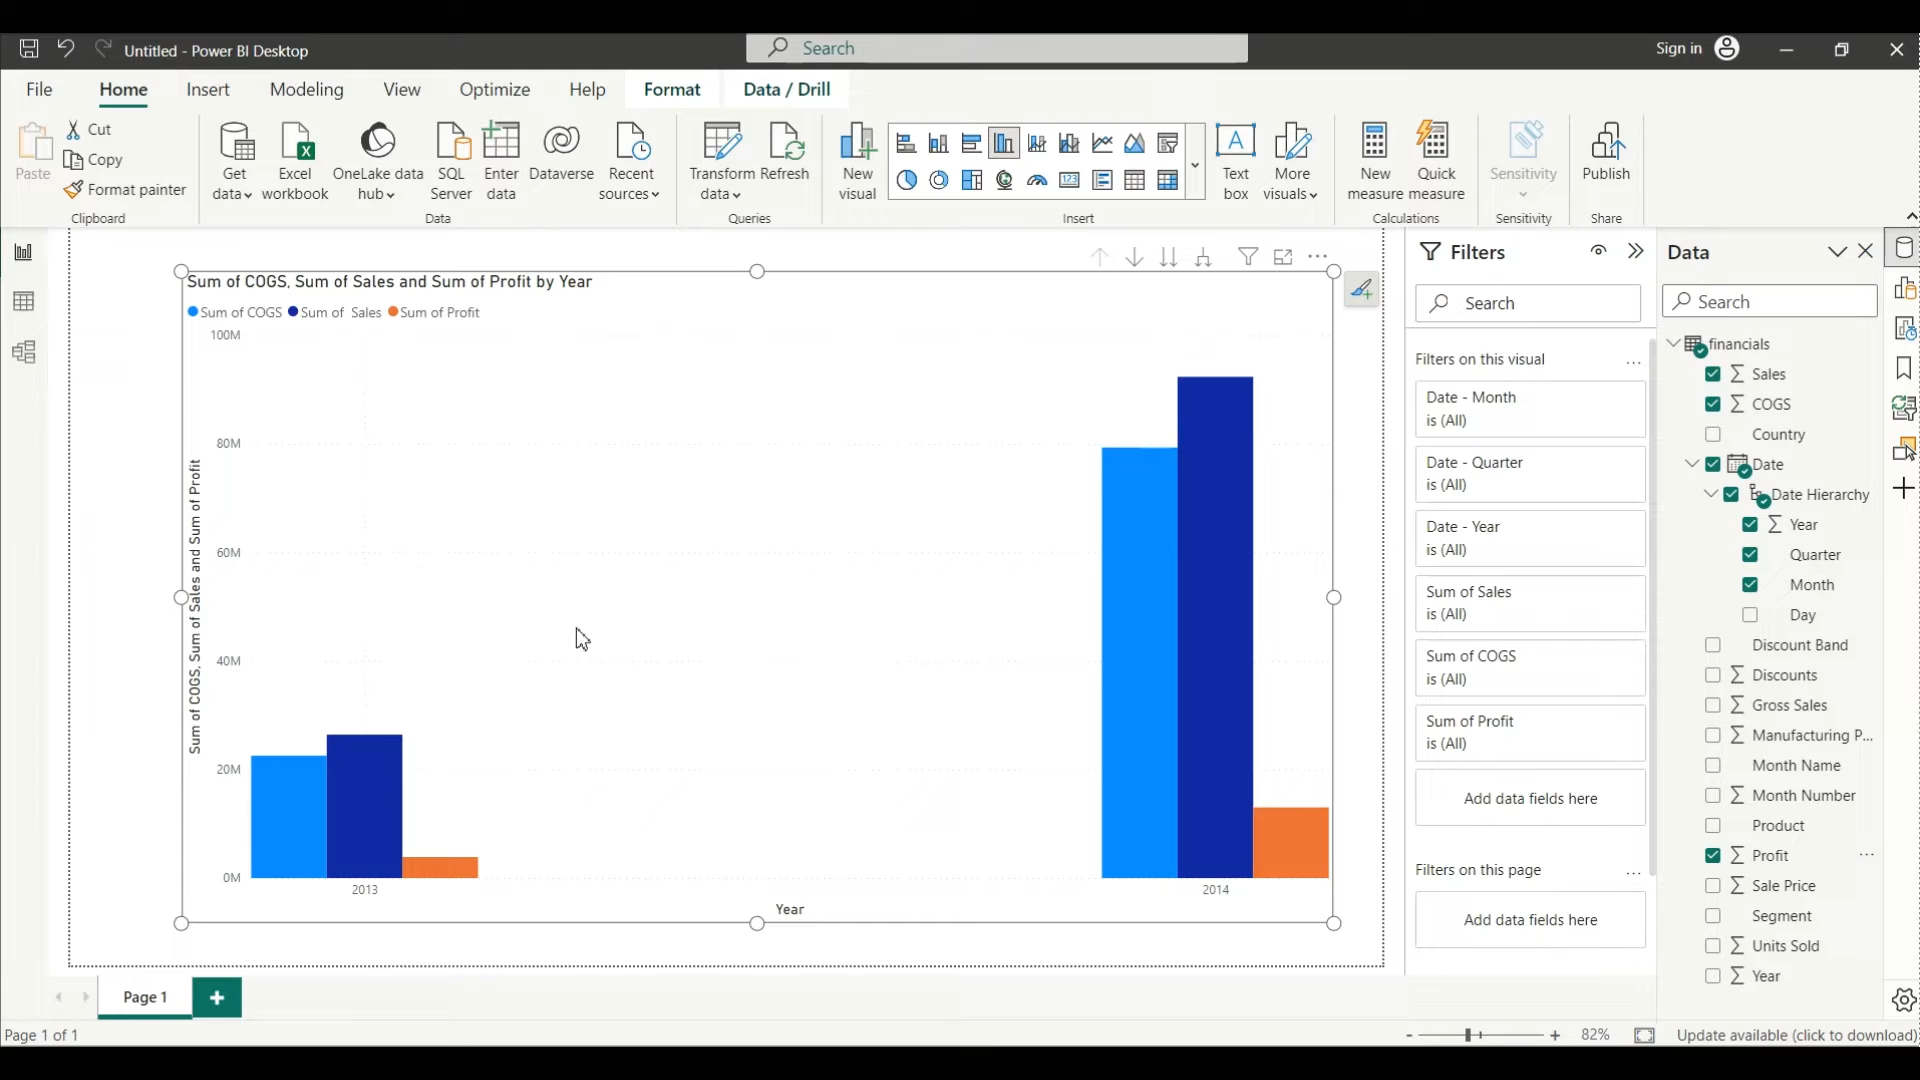 Untitled - Power BI Desktop
Search
Sign in
File Home Insert Modeling View Optimize Help Format Data / Drill
Paste
Cut
Copy
Format painter
Clipboard
Get data
Excel workbook
OneLake data hub
SQL Server
Enter data
Dataverse
Recent sources
Data
Transform data
Refresh
Queries
New visual
Text box
More visuals
Insert
New measure
Quick measure
Calculations
Sensitivity
Sensitivity
Publish
Share
Sum of COGS, Sum of Sales and Sum of Profit by Year
Sum of COGS Sum of Sales Sum of Profit
Sum of COGS, Sum of Sales and Sum of Profit
100M
80M
60M
40M
20M
0M
2013 2014
Year
Filters
Search
Filters on this visual
Date - Month
is (All)
Date - Quarter
is (All)
Date - Year
is (All)
Sum of Sales
is (All)
Sum of COGS
is (All)
Sum of Profit
is (All)
Add data fields here
Filters on this page
Add data fields here
Data
Search
financials
Sales
COGS
Country
Date
Date Hierarchy
Year
Quarter
Month
Day
Discount Band
Discounts
Gross Sales
Manufacturing P...
Month Name
Month Number
Product
Profit
Sale Price
Segment
Units Sold
Year
Page 1
Page 1 of 1
- + 82%
Update available (click to download)